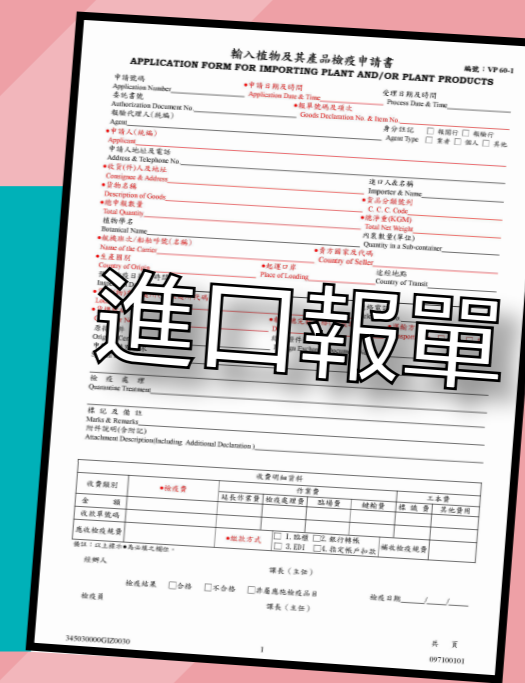 輸入植物及其產品檢疫申請書
編號：VP 60-1
APPLICATION FORM FOR IMPORTING PLANT AND/OR PLANT PRODUCTS
申請號碼 ●申請日期及時間 受理日期及時間
Application Number Application Date & Time Process Date & Time
委託書號 ●報單號碼及項次
Authorization Document No. Goods Declaration No. & Item No.
報驗代理人(統編) 身分註記 □ 報關行 □ 報驗行
Agent Agent Type □ 業者 □ 個人 □ 其他
●申請人(統編)
Applicant
申請人地址及電話
Address & Telephone No.
●收貨(件)人及地址 進口人義名稱
Consignee & Address Importer & Name
●貨物名稱 ●貨品分類號列
Description of Goods C. C. C. Code
●總申報數量 ●總淨重(KGM)
Total Quantity Total Net Weight
植物學名 內裝數量(單位)
Botanical Name Quantity in a Sub-container
●航機班次/船舶呼號(名稱) ●賣方國家及代碼
Name of the Carrier Country of Seller
●生產國別 ●起運口岸 途經地點
Country of Origin Place of Loading Country of Transit
進口報單
檢 疫 處 理
Quarantine Treatment
標 記 及 備 註
Marks & Remarks
附件說明(含附記)
Attachment Description(Including Additional Declaration )
收費明細資料
收費類別 ●檢疫費 作業費 工本費
延長作業費 檢疫處理費 臨場費 鍵輸費 標 識 費 其他費用
金 額
收款單號碼
應收檢疫規費 ●繳款方式 □ 1. 臨櫃 □2. 銀行轉帳 補收檢疫規費
□ 3. EDI □4. 指定帳戶扣款
備註：以上標示●為必填之欄位。
經辦人 課長（主任）
檢疫結果 □合格 □不合格 □非屬應施檢疫品目
檢疫員 課長（主任） 檢疫日期 / /
345030000GIZ0030 1 共 頁
097100101